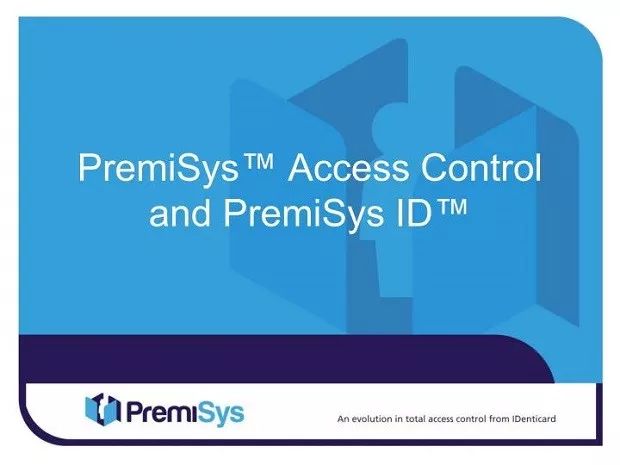 PremiSys™ Access Control
and PremiSys ID™
PremiSys
An evolution in total access control from IDenticard